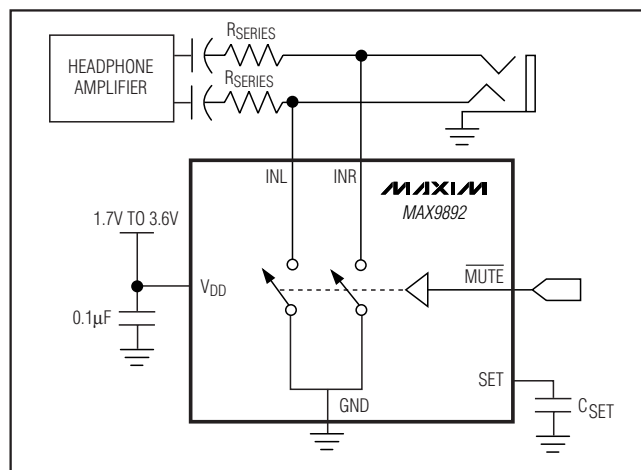 RSERIES
HEADPHONE
AMPLIFIER
RSERIES
INL
INR
MAXIM
MAX9892
1.7V TO 3.6V
VDD
MUTE
0.1µF
SET
CSET
GND